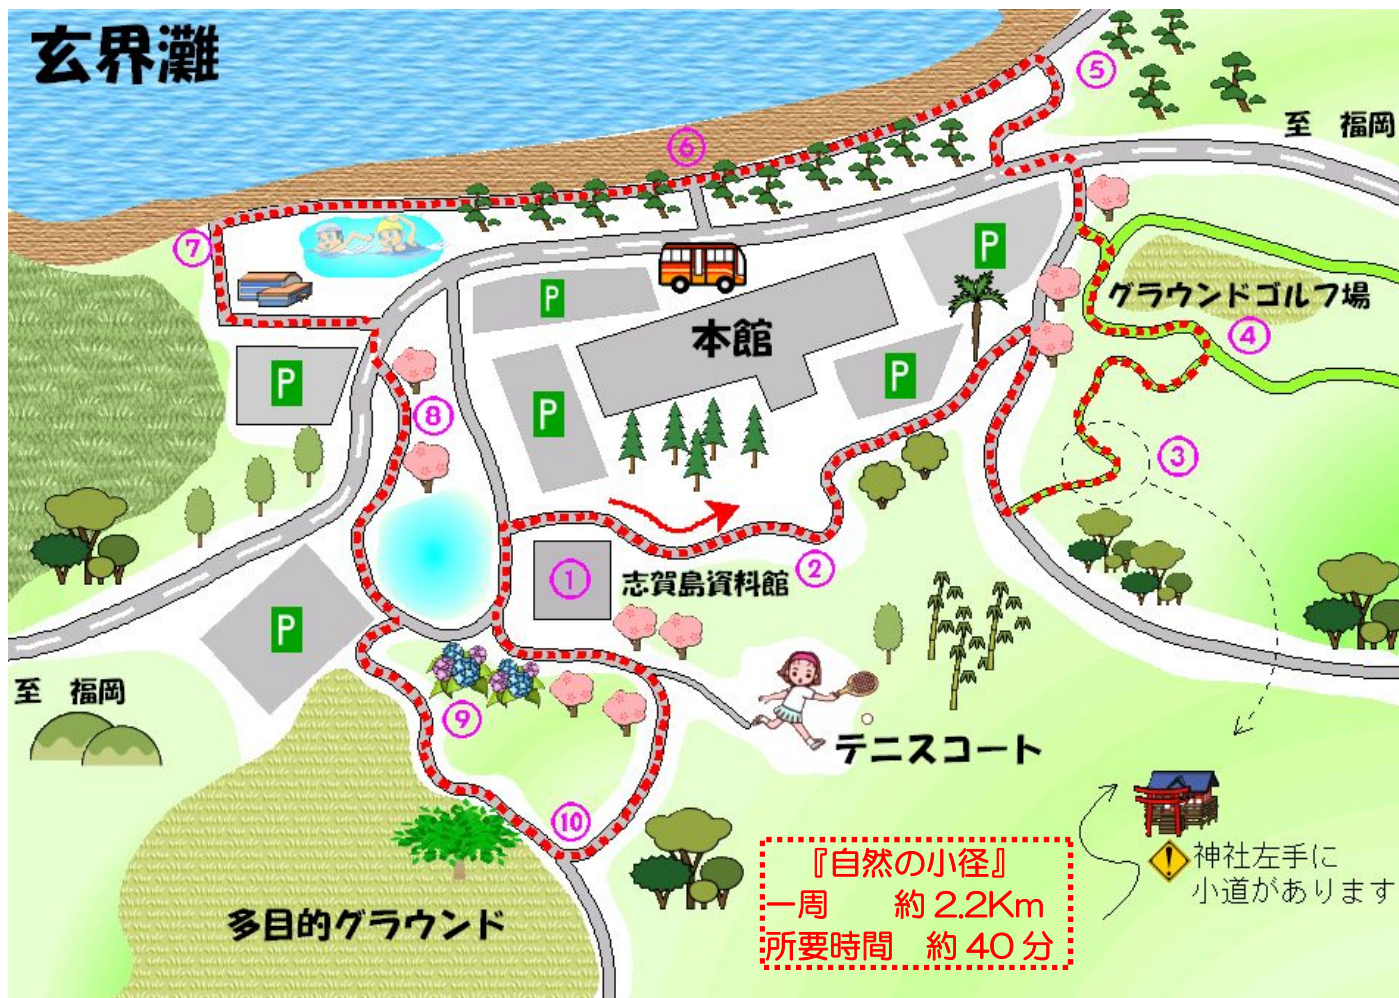 玄界灘
⑤
至 福岡
⑥
⑦
P
P
グラウンドゴルフ場
本館
④
P
P
P
⑧
③
①
志賀島資料館
②
P
至 福岡
⑨
テニスコート
⑩
『自然の小径』
一周 約2.2Km
所要時間 約40分
神社左手に
小道があります
多目的グラウンド